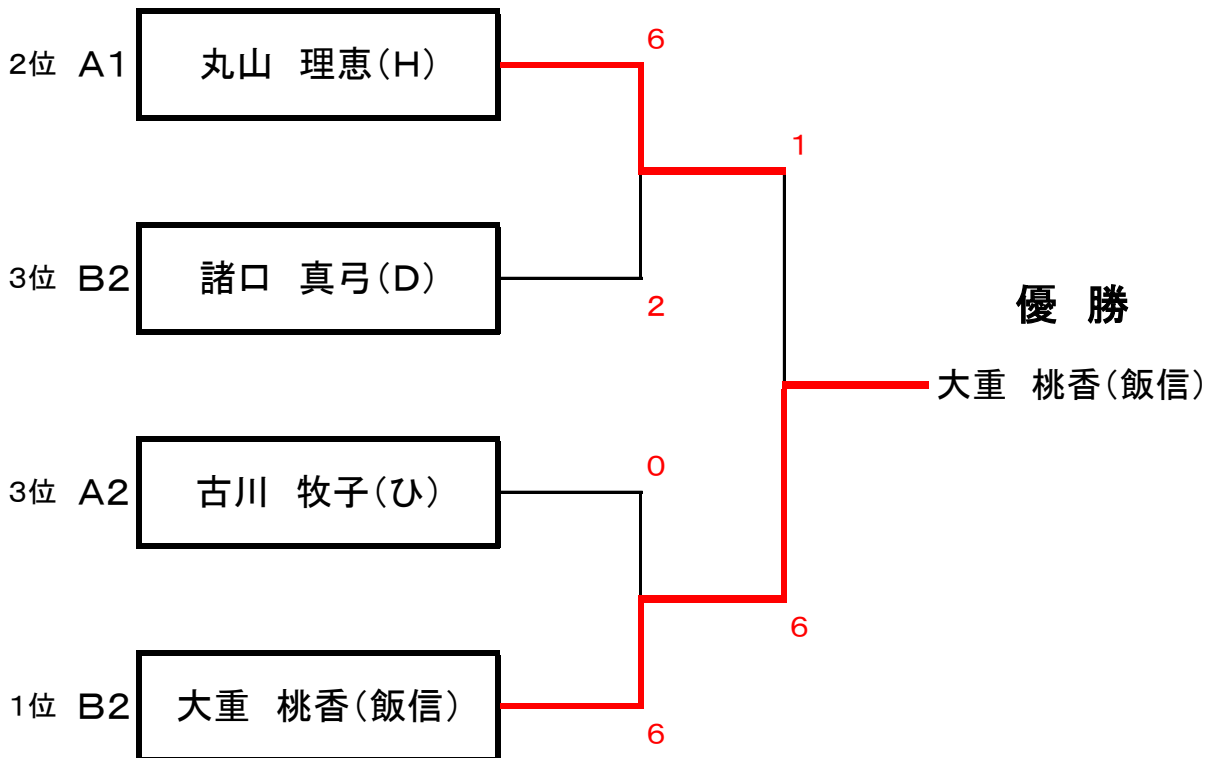 6
2位 A1 丸山 理恵(H)
1
3位 B2 諸口 真弓(D)
2
優 勝
大重 桃香(飯信)
0
3位 A2 古川 牧子(ひ)
6
1位 B2 大重 桃香(飯信)
6